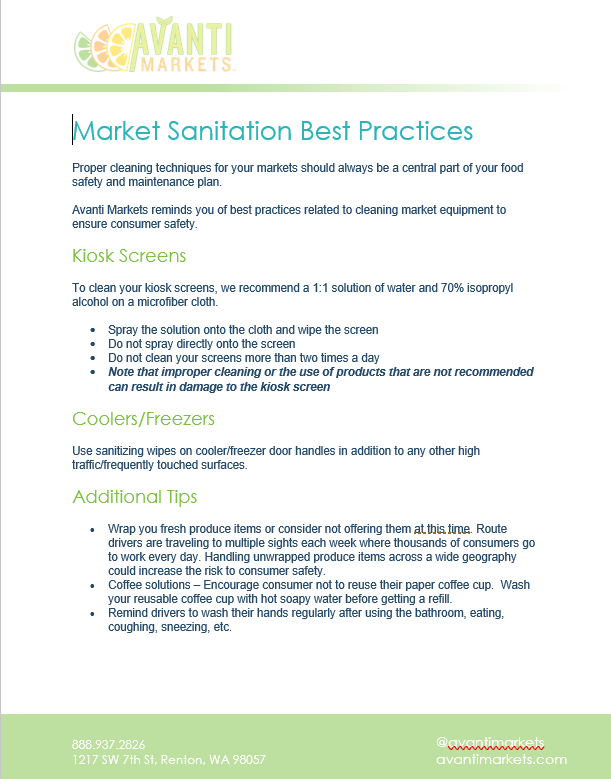 AVANTI
MARKETS
Market Sanitation Best Practices
Proper cleaning techniques for your markets should always be a central part of your food
safety and maintenance plan.
Avanti Markets reminds you of best practices related to cleaning market equipment to
ensure consumer safety.
Kiosk Screens
To clean your kiosk screens, we recommend a 1:1 solution of water and 70% isopropyl
alcohol on a microfiber cloth.
• Spray the solution onto the cloth and wipe the screen
• Do not spray directly onto the screen
• Do not clean your screens more than two times a day
• Note that improper cleaning or the use of products that are not recommended
can result in damage to the kiosk screen
Coolers/Freezers
Use sanitizing wipes on cooler/freezer door handles in addition to any other high
traffic/frequently touched surfaces.
Additional Tips
• Wrap you fresh produce items or consider not offering them at this time. Route
drivers are traveling to multiple sights each week where thousands of consumers go
to work every day. Handling unwrapped produce items across a wide geography
could increase the risk to consumer safety.
• Coffee solutions – Encourage consumer not to reuse their paper coffee cup.  Wash
your reusable coffee cup with hot soapy water before getting a refill.
• Remind drivers to wash their hands regularly after using the bathroom, eating,
coughing, sneezing, etc.
888.937.2826
1217 SW 7th St, Renton, WA 98057
@avantimarkets
avantimarkets.com